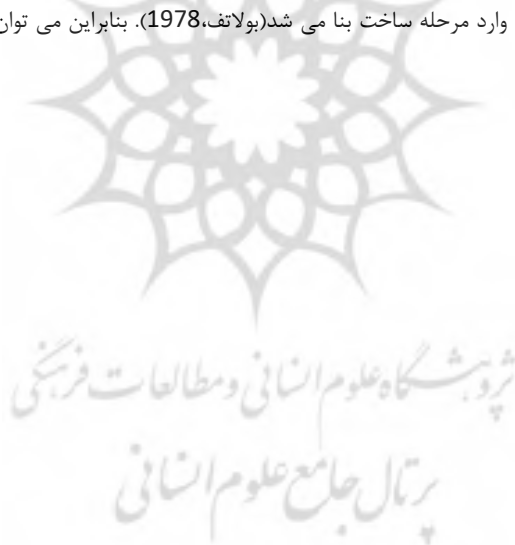 وارد مرحله ساخت بنا می شد(بولاتف،1978). بنابراین می توان
پژوهشگاه علوم انسانی و مطالعات فرهنگی
پرتال جامع علوم انسانی